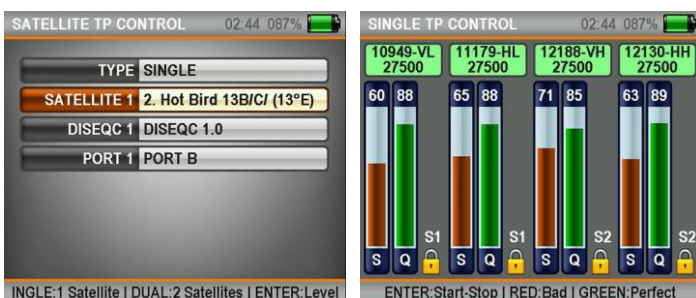 SATELLITE TP CONTROL 02:44 087%
TYPE SINGLE
SATELLITE 1 2. Hot Bird 13B/C/ (13°E)
DISEQC 1 DISEQC 1.0
PORT 1 PORT B
INGLE:1 Satellite | DUAL:2 Satellites | ENTER:Level
SINGLE TP CONTROL 02:44 087%
10949-VL 11179-HL 12188-VH 12130-HH
27500 27500 27500 27500
60 88 65 88 71 85 63 89
S1 S1 S2 S2
S Q S Q S Q S Q
ENTER:Start-Stop | RED:Bad | GREEN:Perfect